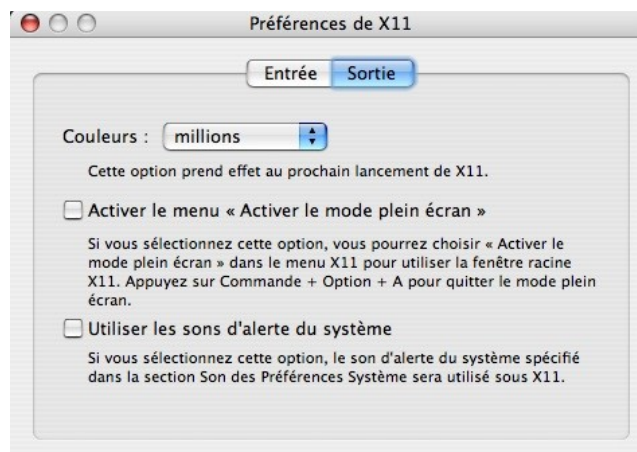 Préférences de X11
Entrée Sortie
Couleurs : millions
Cette option prend effet au prochain lancement de X11.
Activer le menu « Activer le mode plein écran »
Si vous sélectionnez cette option, vous pourrez choisir « Activer le
mode plein écran » dans le menu X11 pour utiliser la fenêtre racine
X11. Appuyez sur Commande + Option + A pour quitter le mode plein
écran.
Utiliser les sons d'alerte du système
Si vous sélectionnez cette option, le son d'alerte du système spécifié
dans la section Son des Préférences Système sera utilisé sous X11.